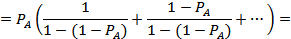 = P_A ( 1 / (1 − (1 − P_A)) + (1 − P_A) / (1 − (1 − P_A)) + ⋯ ) =